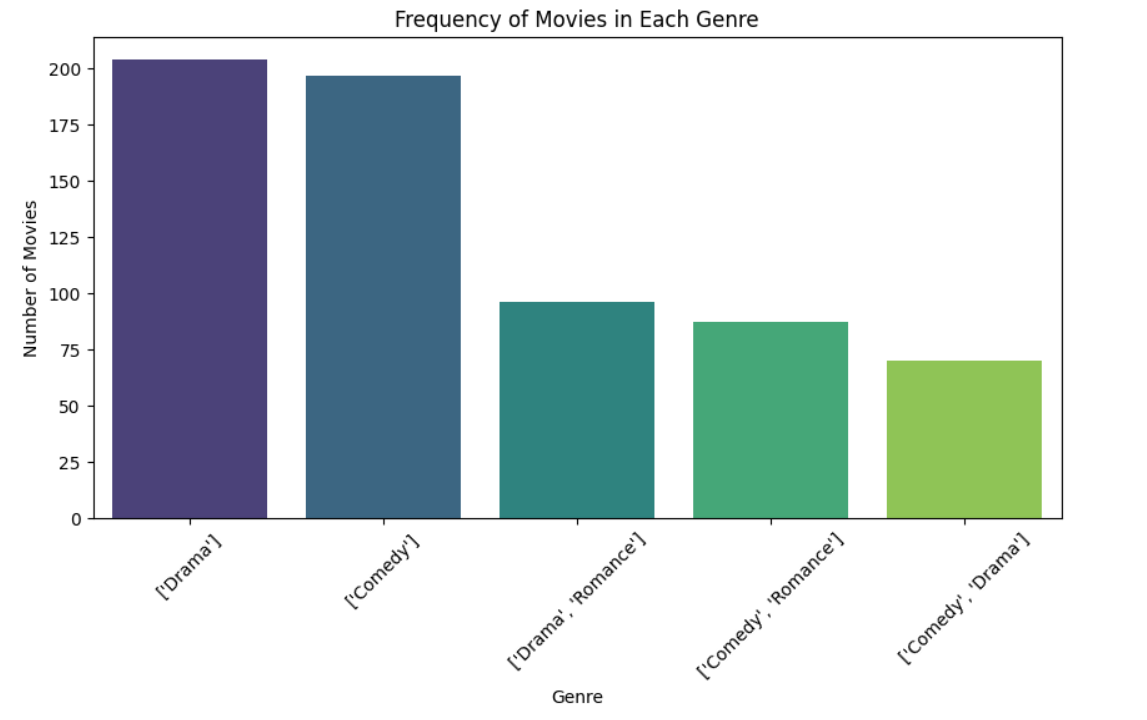 Frequency of Movies in Each Genre
Number of Movies
200
175
150
125
100
75
50
25
0
['Drama']
['Comedy']
['Drama', 'Romance']
['Comedy', 'Romance']
['Comedy', 'Drama']
Genre